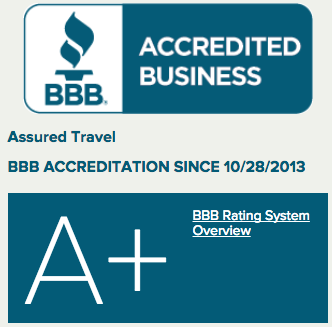 ACCREDITED
BUSINESS
BBB®
Assured Travel
BBB ACCREDITATION SINCE 10/28/2013
A+
BBB Rating System
Overview